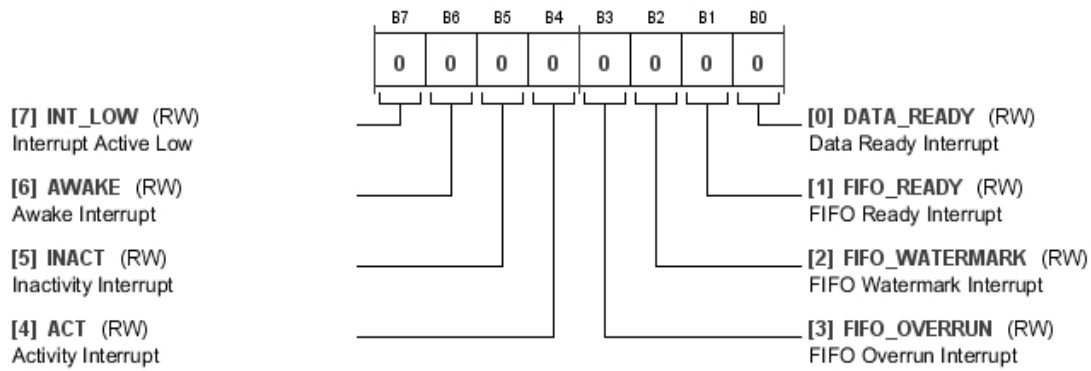 B7 B6 B5 B4 B3 B2 B1 B0
0 0 0 0 0 0 0 0
[7] INT_LOW (RW)
Interrupt Active Low
[6] AWAKE (RW)
Awake Interrupt
[5] INACT (RW)
Inactivity Interrupt
[4] ACT (RW)
Activity Interrupt
[0] DATA_READY (RW)
Data Ready Interrupt
[1] FIFO_READY (RW)
FIFO Ready Interrupt
[2] FIFO_WATERMARK (RW)
FIFO Watermark Interrupt
[3] FIFO_OVERRUN (RW)
FIFO Overrun Interrupt